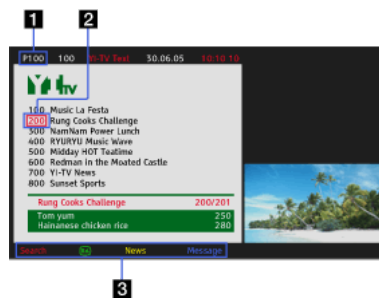 1 2
P100 100 YI-TV Text 30.06.05 10:10:10
YiTV
100 Music La Festa
200 Rung Cooks Challenge
300 NamNam Power Lunch
400 RYURYU Music Wave
500 Midday HOT Teatime
600 Redman in the Moated Castle
700 YI-TV News
800 Sunset Sports
Rung Cooks Challenge 200/201
Tom yum 250
Hainanese chicken rice 280
Search News Message
3